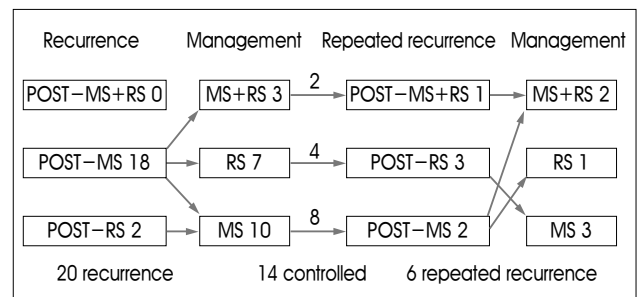 Recurrence Management Repeated recurrence Management
2
POST−MS+RS 0 MS+RS 3 POST−MS+RS 1 MS+RS 2
4
POST−MS 18 RS 7 POST−RS 3 RS 1
8
POST−RS 2 MS 10 POST−MS 2 MS 3
20 recurrence 14 controlled 6 repeated recurrence